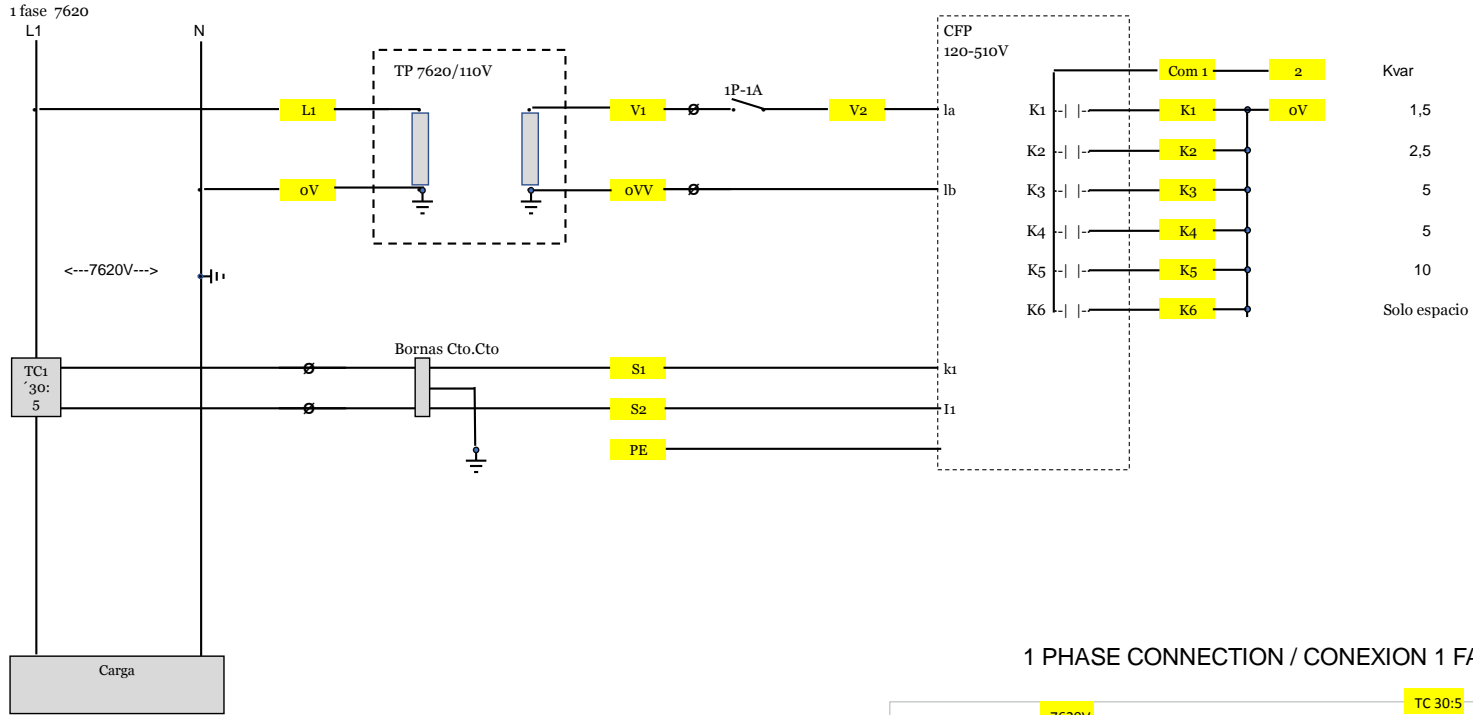 1 fase 7620
L1
N
CFP
120-510V
TP 7620/110V
Com 1
2
Kvar
1P-1A
L1
V1
V2
la
K1
K1
0V
1,5
K2
K2
2,5
0V
0VV
lb
K3
K3
5
K4
K4
5
<---7620V--->
K5
K5
10
K6
K6
Solo espacio
Bornas Cto.Cto
TC1
´30:
5
S1
k1
S2
I1
PE
Carga
1 PHASE CONNECTION / CONEXION 1 FA
TC 30:5
7620V